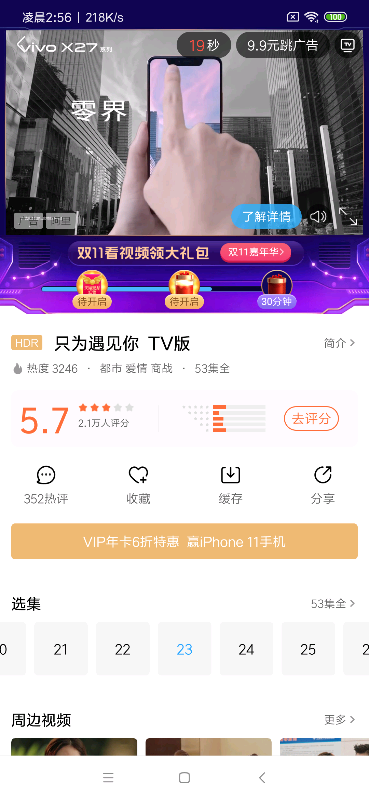 凌晨2:56 | 218K/s
100
vivo X27系列
19秒
9.9元跳广告
TV
零界
了解详情
双11看视频领大礼包
双11嘉年华>
待开启
待开启
30分钟
HDR 只为遇见你 TV版
简介>
热度 3246 · 都市 爱情 商战 · 53集全
5.7
2.1万人评分
去评分
352热评
收藏
缓存
分享
VIP年卡6折特惠 赢iPhone 11手机
选集
53集全>
0 21 22 23 24 25 2
周边视频
更多>